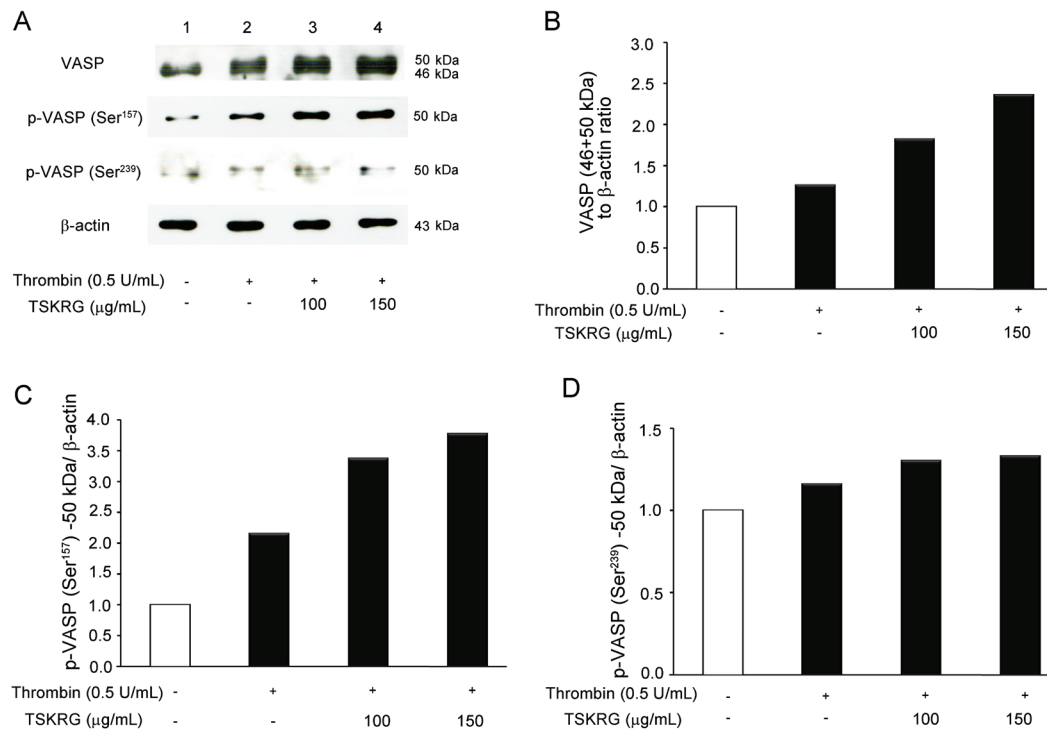 A
1 2 3 4
VASP
50 kDa
46 kDa
p-VASP (Ser¹⁵⁷)
50 kDa
p-VASP (Ser²³⁹)
50 kDa
β-actin
43 kDa
Thrombin (0.5 U/mL) - + + +
TSKRG (μg/mL) - - 100 150
B
VASP (46+50 kDa)
to β-actin ratio
3.0
2.5
2.0
1.5
1.0
0.5
0.0
Thrombin (0.5 U/mL) - + + +
TSKRG (μg/mL) - - 100 150
C
p-VASP (Ser¹⁵⁷) -50 kDa/ β-actin
4.0
3.5
3.0
2.5
2.0
1.5
1.0
0.5
0.0
Thrombin (0.5 U/mL) - + + +
TSKRG (μg/mL) - - 100 150
D
p-VASP (Ser²³⁹) -50 kDa/ β-actin
1.5
1.0
0.5
0.0
Thrombin (0.5 U/mL) - + + +
TSKRG (μg/mL) - - 100 150